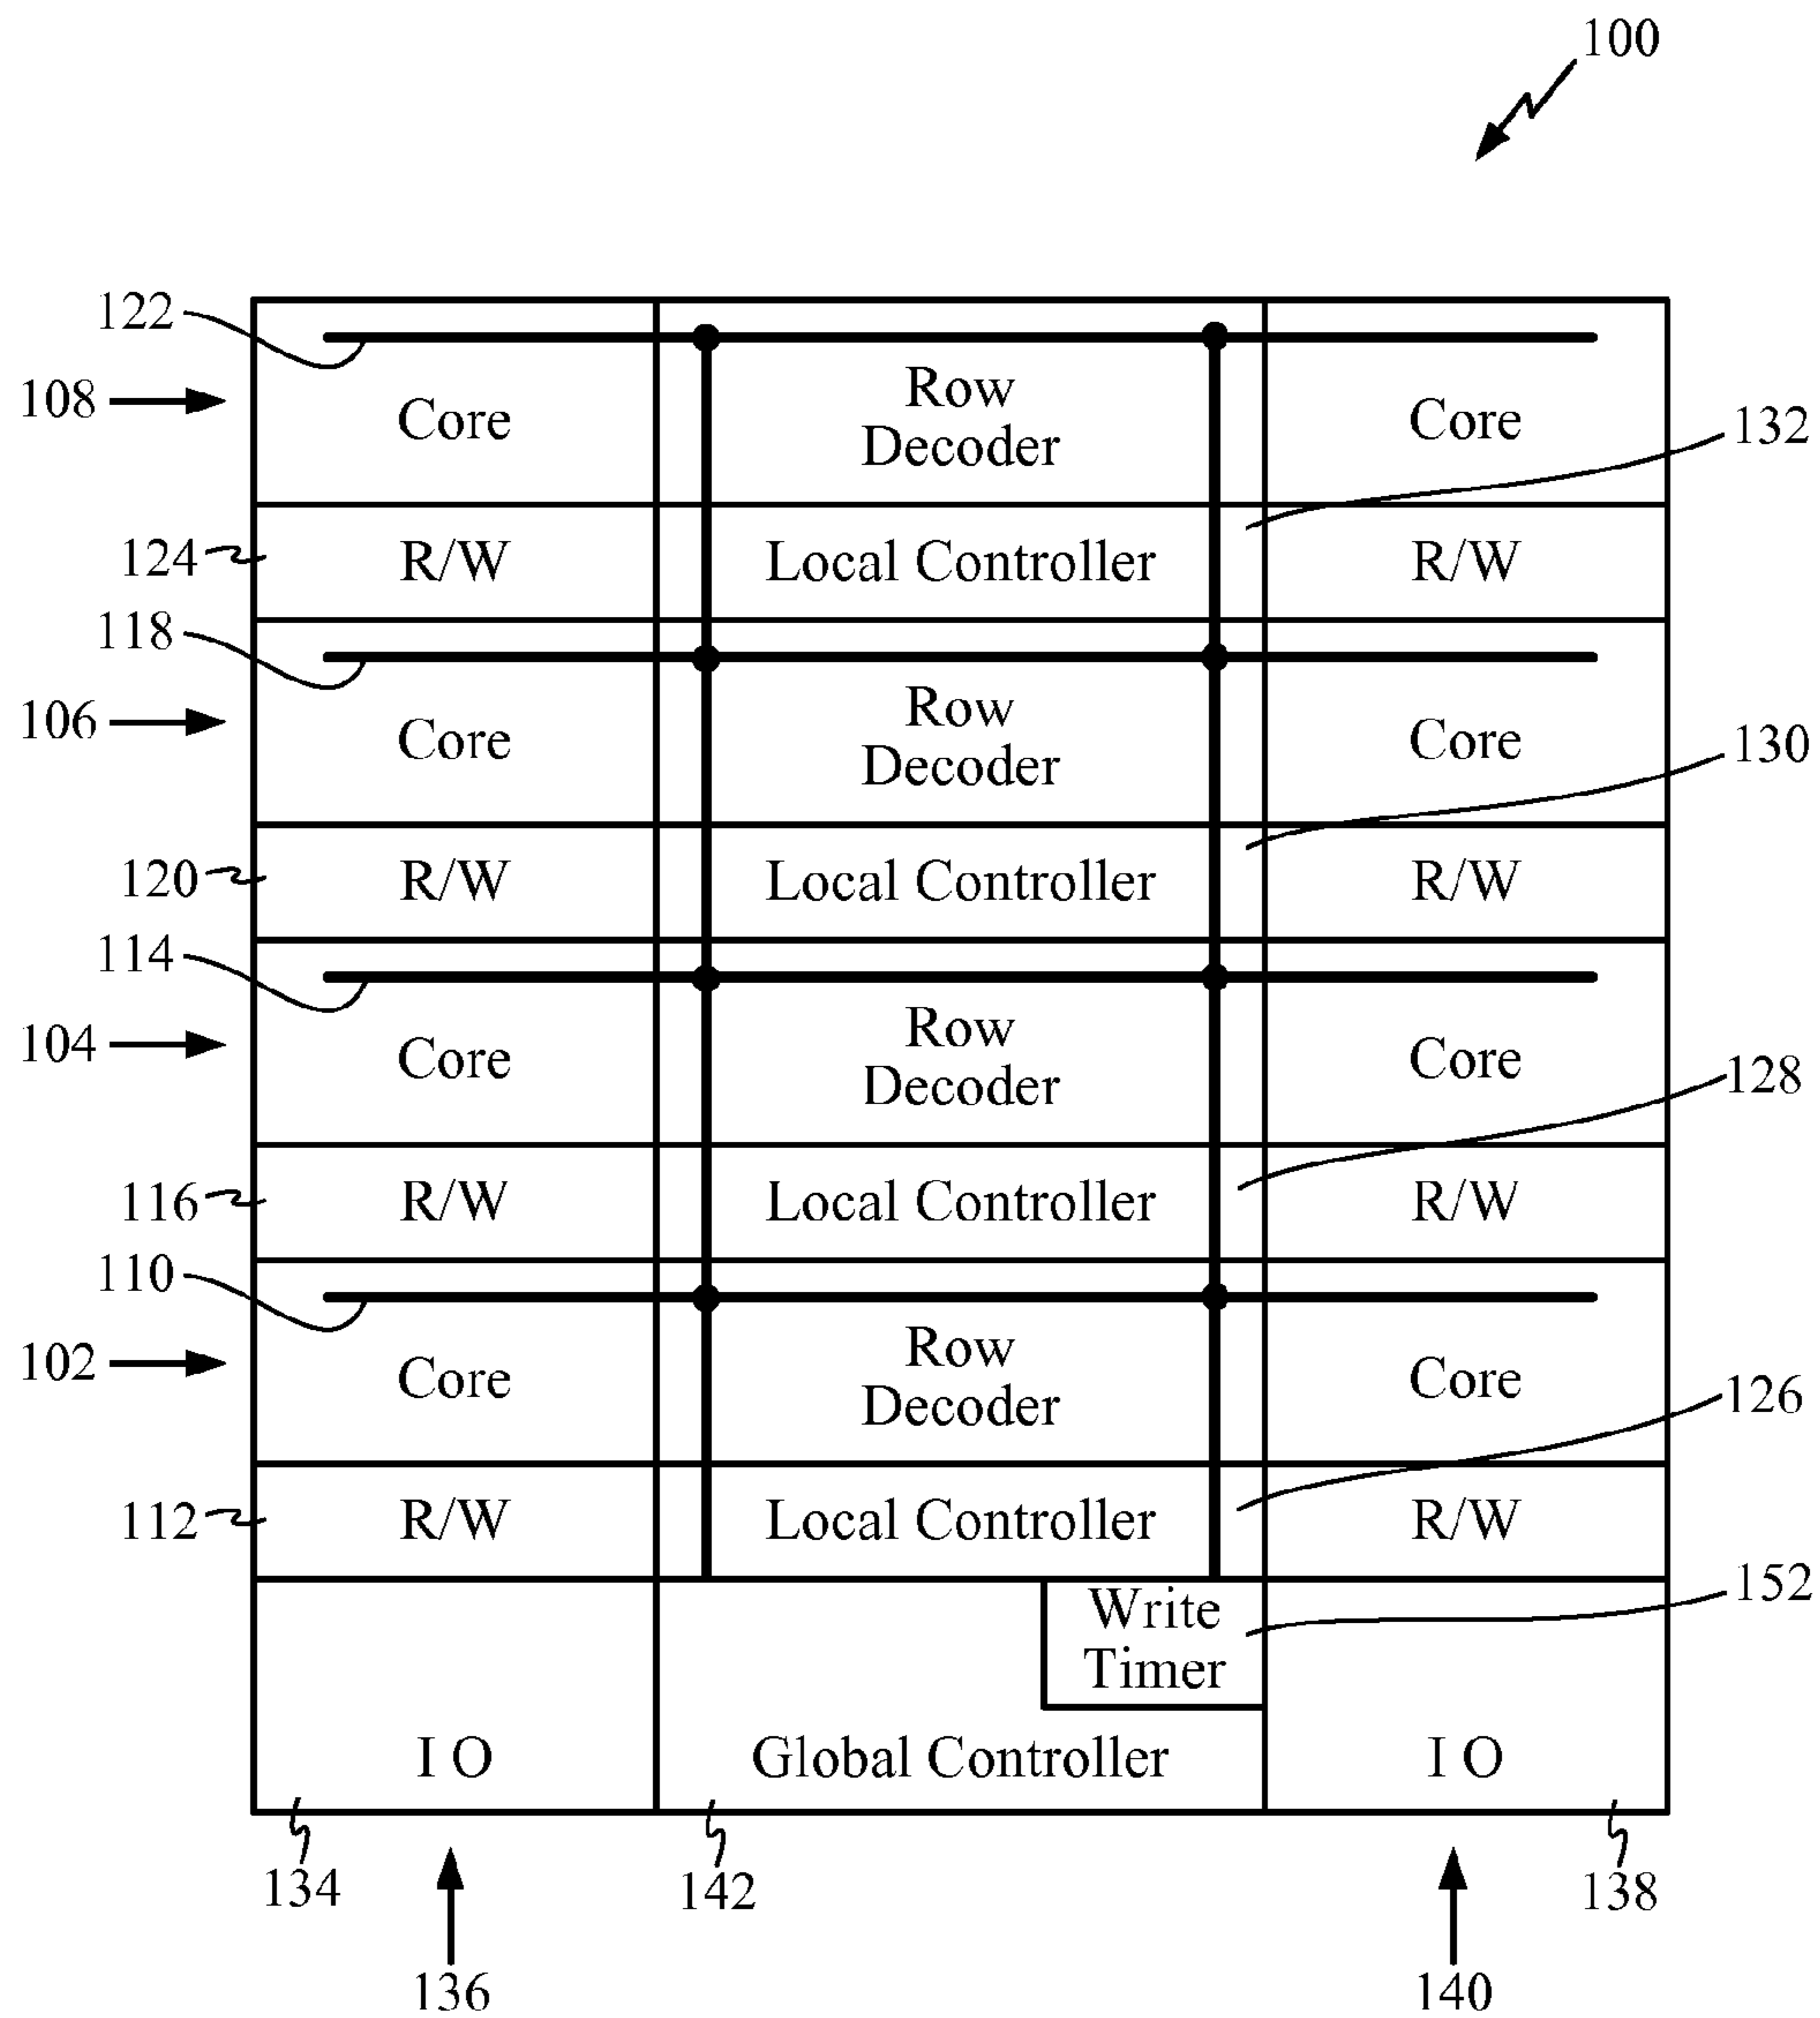 100
122
108
Core
Row
Decoder
Core
132
124
R/W
Local Controller
R/W
118
106
Core
Row
Decoder
Core
130
120
R/W
Local Controller
R/W
114
104
Core
Row
Decoder
Core
128
116
R/W
Local Controller
R/W
110
102
Core
Row
Decoder
Core
126
112
R/W
Local Controller
R/W
152
Write
Timer
I O
Global Controller
I O
134
142
138
136
140